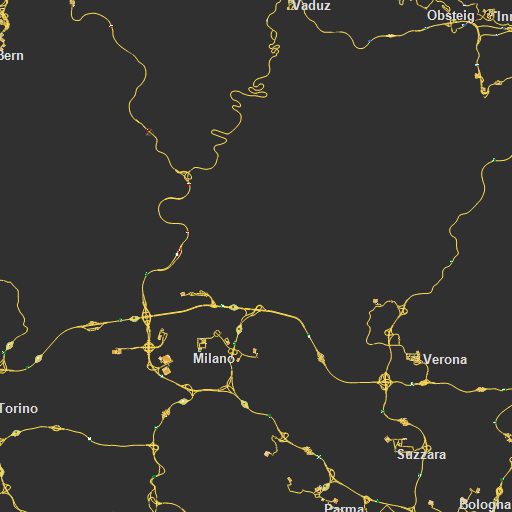 Vaduz
Obsteig
Inn
Bern
Milano
Verona
Torino
Suzzara
Parma
Bologna